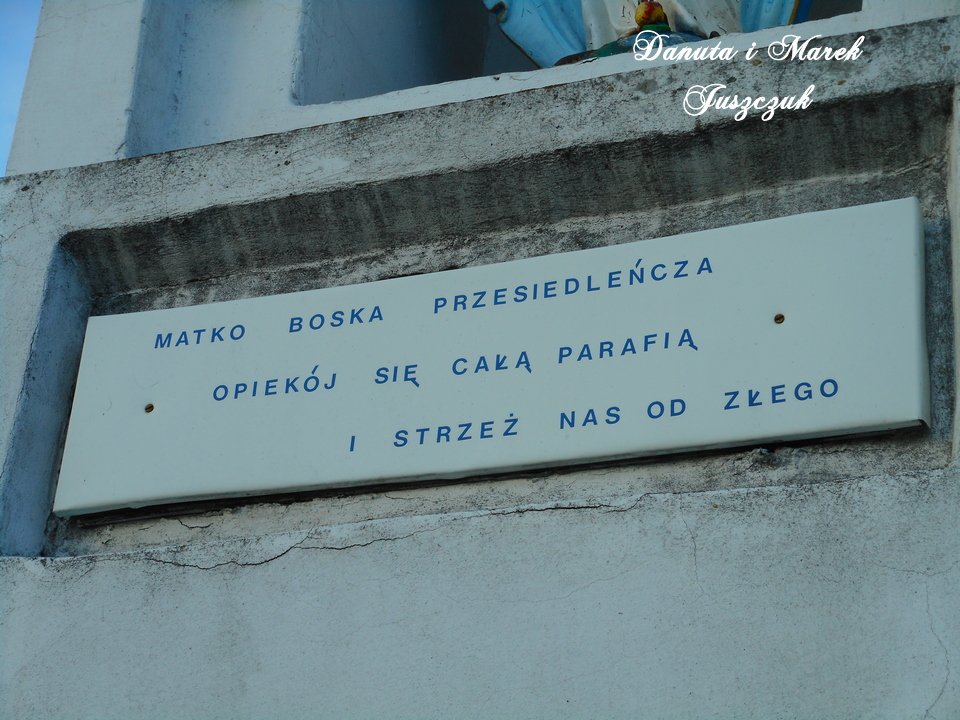 Danuta i Marek
Juszczuk
MATKO BOSKA PRZESIEDLEŃCZA
OPIEKÓJ SIĘ CAŁĄ PARAFIĄ
I STRZEŻ NAS OD ZŁEGO